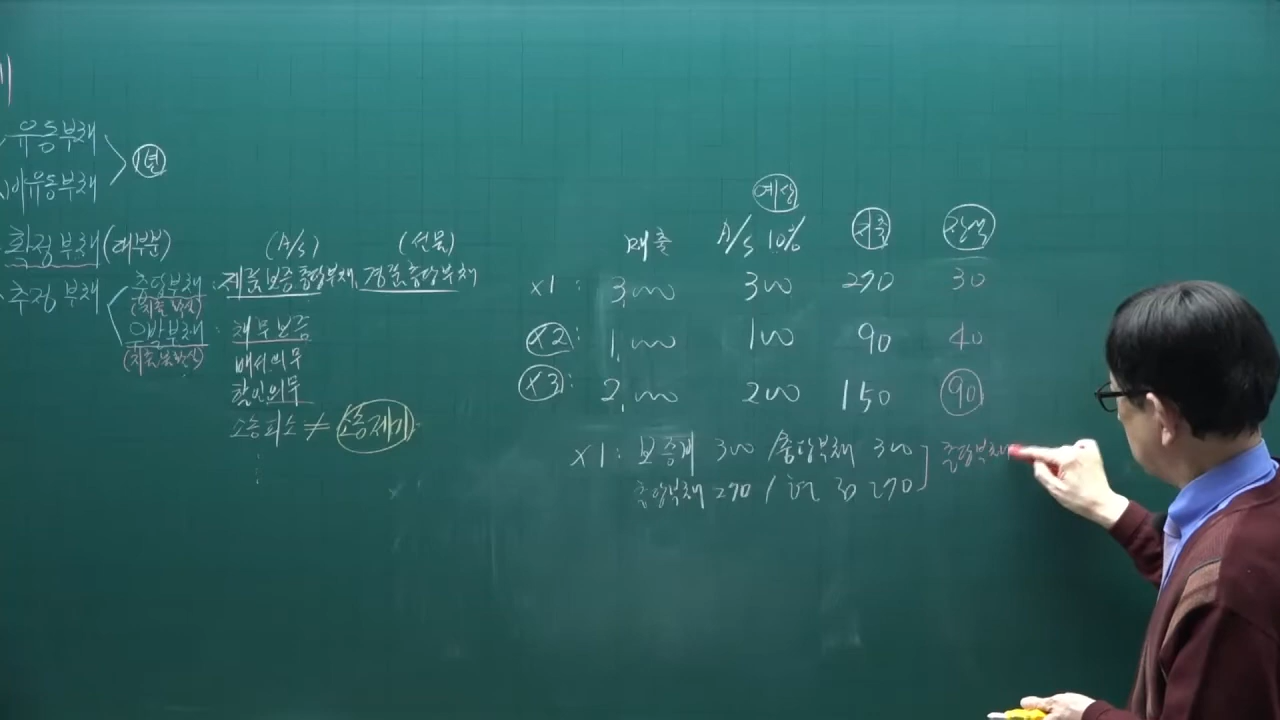 유동부채
비유동부채
1년
확정부채 (대부분)
추정부채
(A/S) (선물)
충당부채 : 제품보증충당부채, 경품충당부채
우발부채 : 채무보증
배서의무
할인의무
소송피소 ≠ 소송제기
예상
매출 A/S 10% 지출 잔액
X1 : 3,000 300 270 30
X2 : 1,000 100 90 40
X3 : 2,000 200 150 90
X1 : 보증비 300 / 충당부채 300
충당부채 270 / 현금 270
충당부채